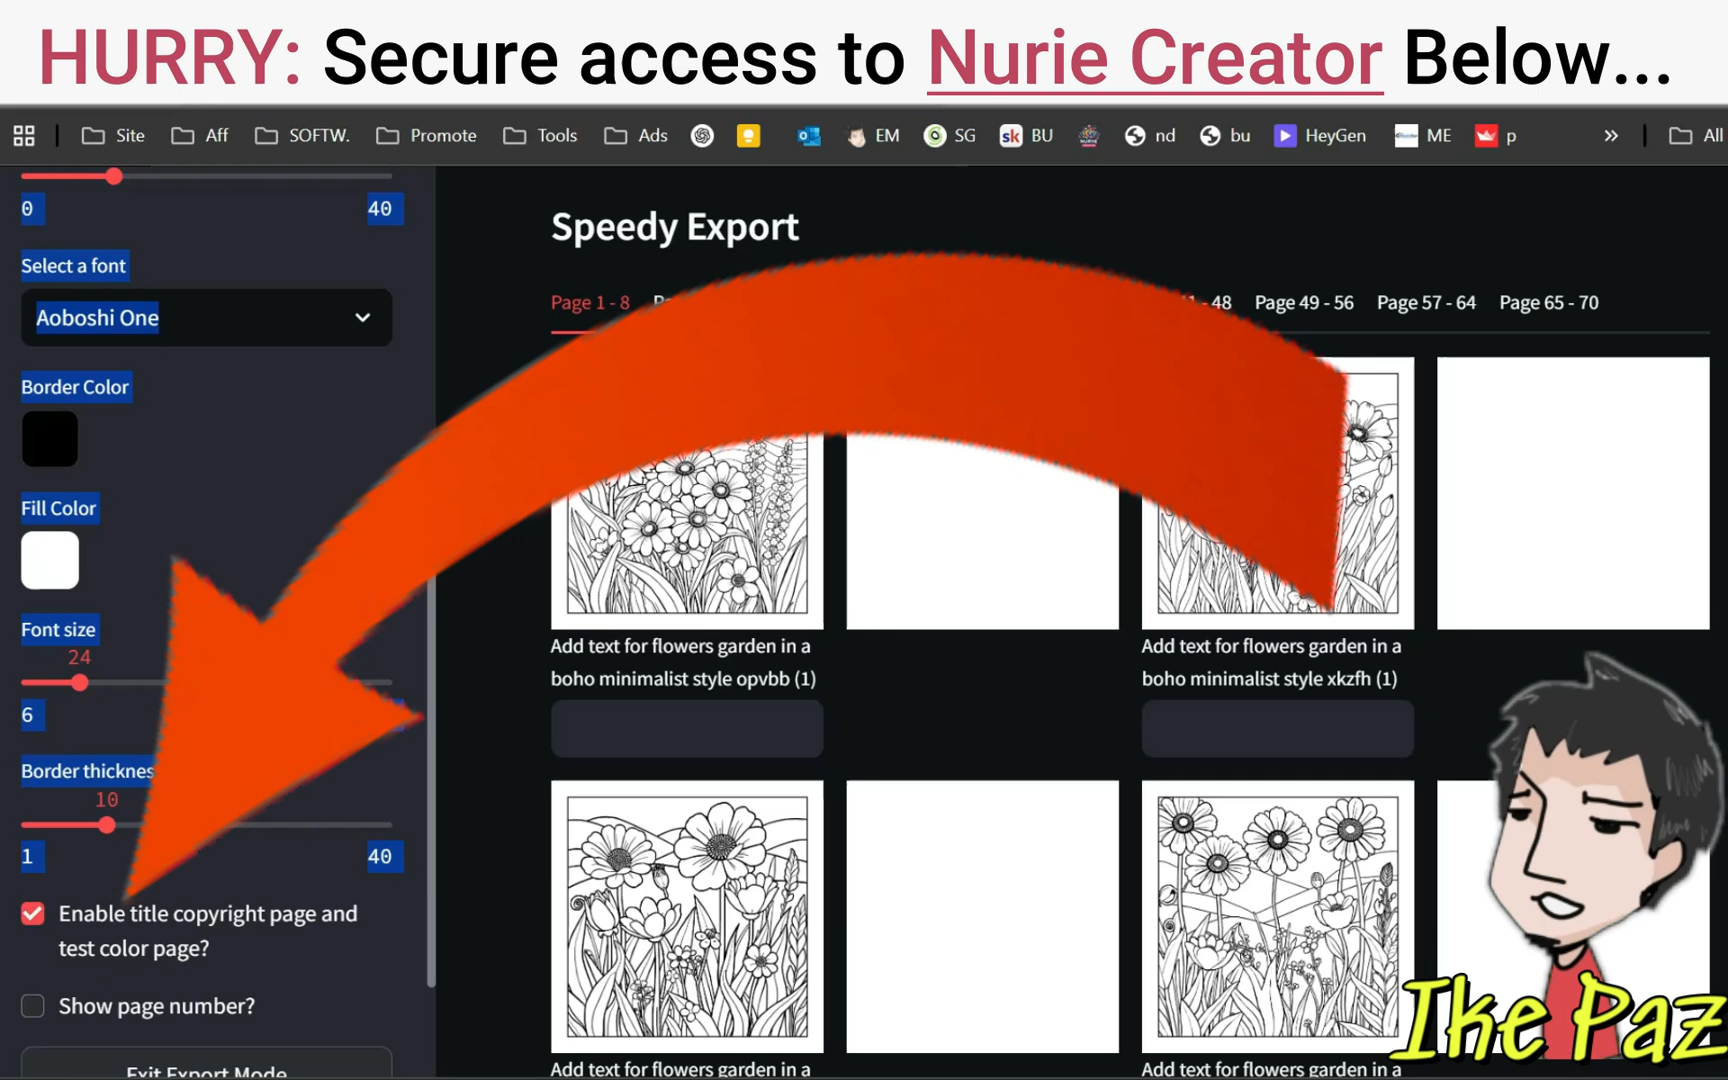 HURRY: Secure access to Nurie Creator Below...
Site Aff SOFTW. Promote Tools Ads EM SG sk BU nd bu HeyGen ME p » All
0 40
Select a font
Aoboshi One
Border Color
Fill Color
Font size
24
6
Border thicknes
10
1 40
Enable title copyright page and
test color page?
Show page number?
Exit Export Mode
Speedy Export
Page 1 - 8 - 48 Page 49 - 56 Page 57 - 64 Page 65 - 70
Add text for flowers garden in a
boho minimalist style opvbb (1)
Add text for flowers garden in a
boho minimalist style xkzfh (1)
Add text for flowers garden in a
Add text for flowers garden in a
Ike Paz